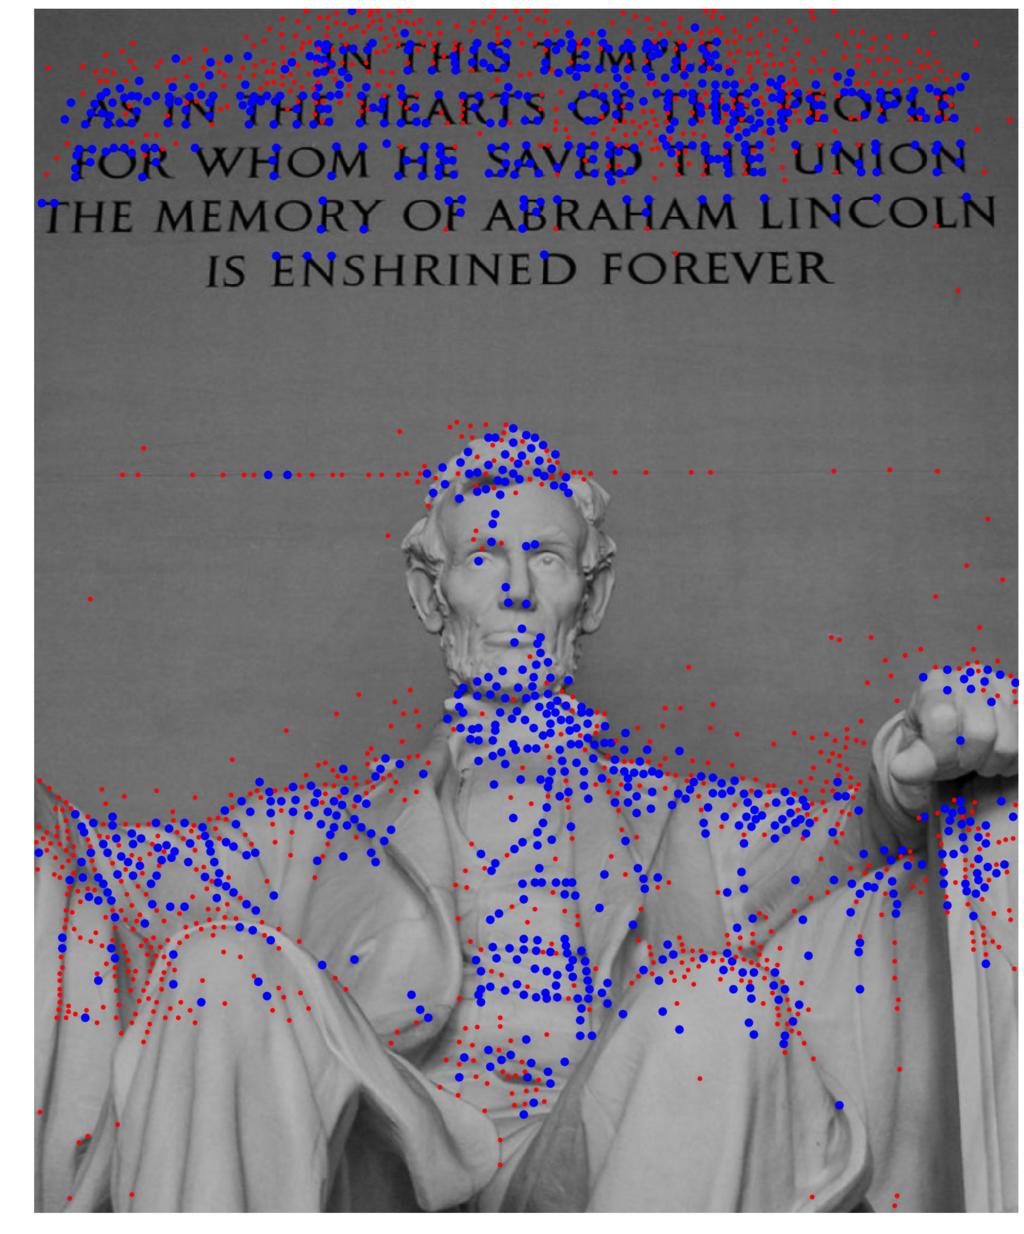 IN THIS TEMPLE
AS IN THE HEARTS OF THE PEOPLE
FOR WHOM HE SAVED THE UNION
THE MEMORY OF ABRAHAM LINCOLN
IS ENSHRINED FOREVER